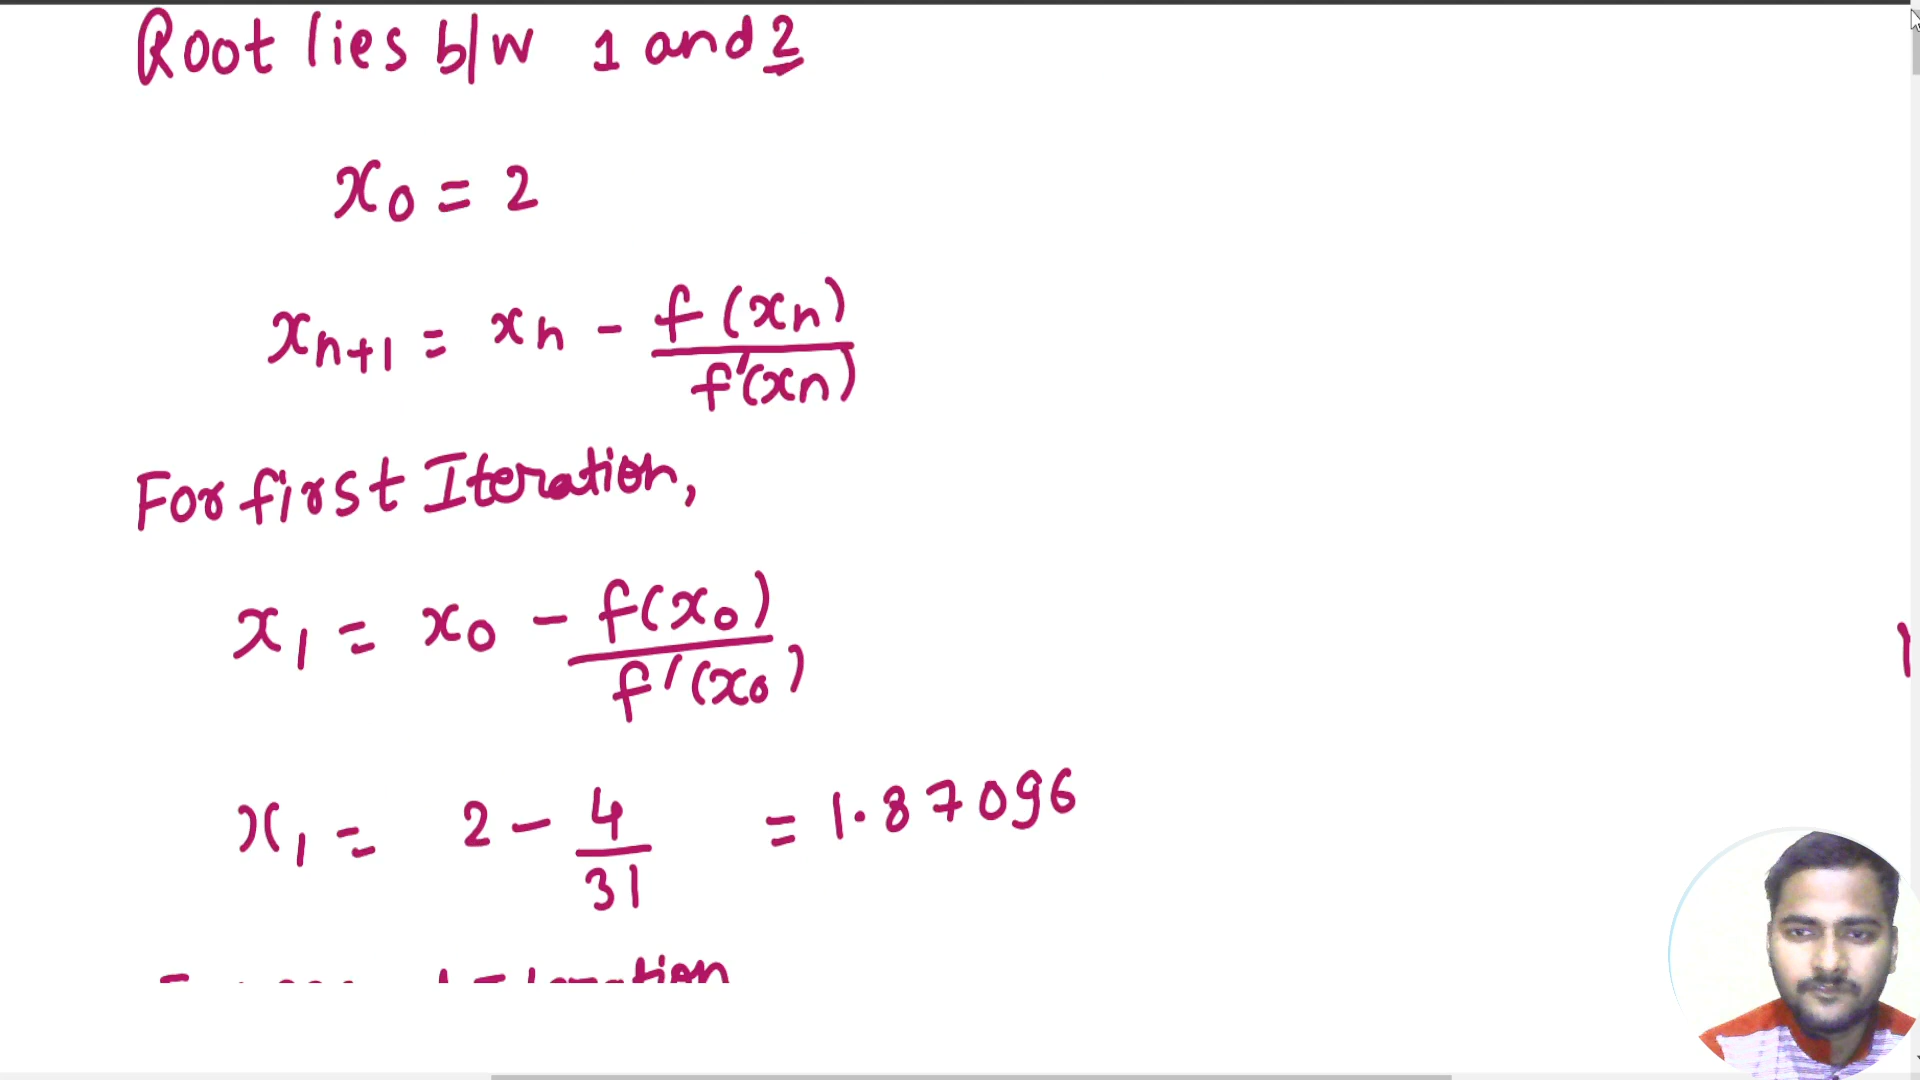 Root lies b/w 1 and 2
x₀ = 2
xₙ₊₁ = xₙ - f(xₙ) / f'(xₙ)
For first Iteration,
x₁ = x₀ - f(x₀) / f'(x₀)
x₁ = 2 - 4/31 = 1.87096